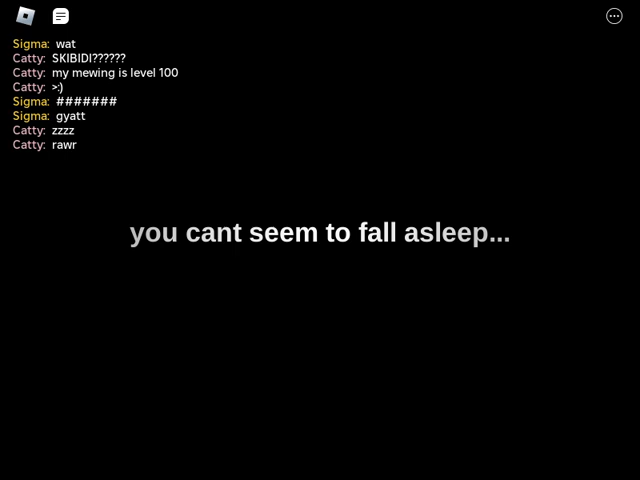 Sigma: wat
Catty: SKIBIDI??????
Catty: my mewing is level 100
Catty: >:)
Sigma: #######
Sigma: gyatt
Catty: zzzz
Catty: rawr
you cant seem to fall asleep...